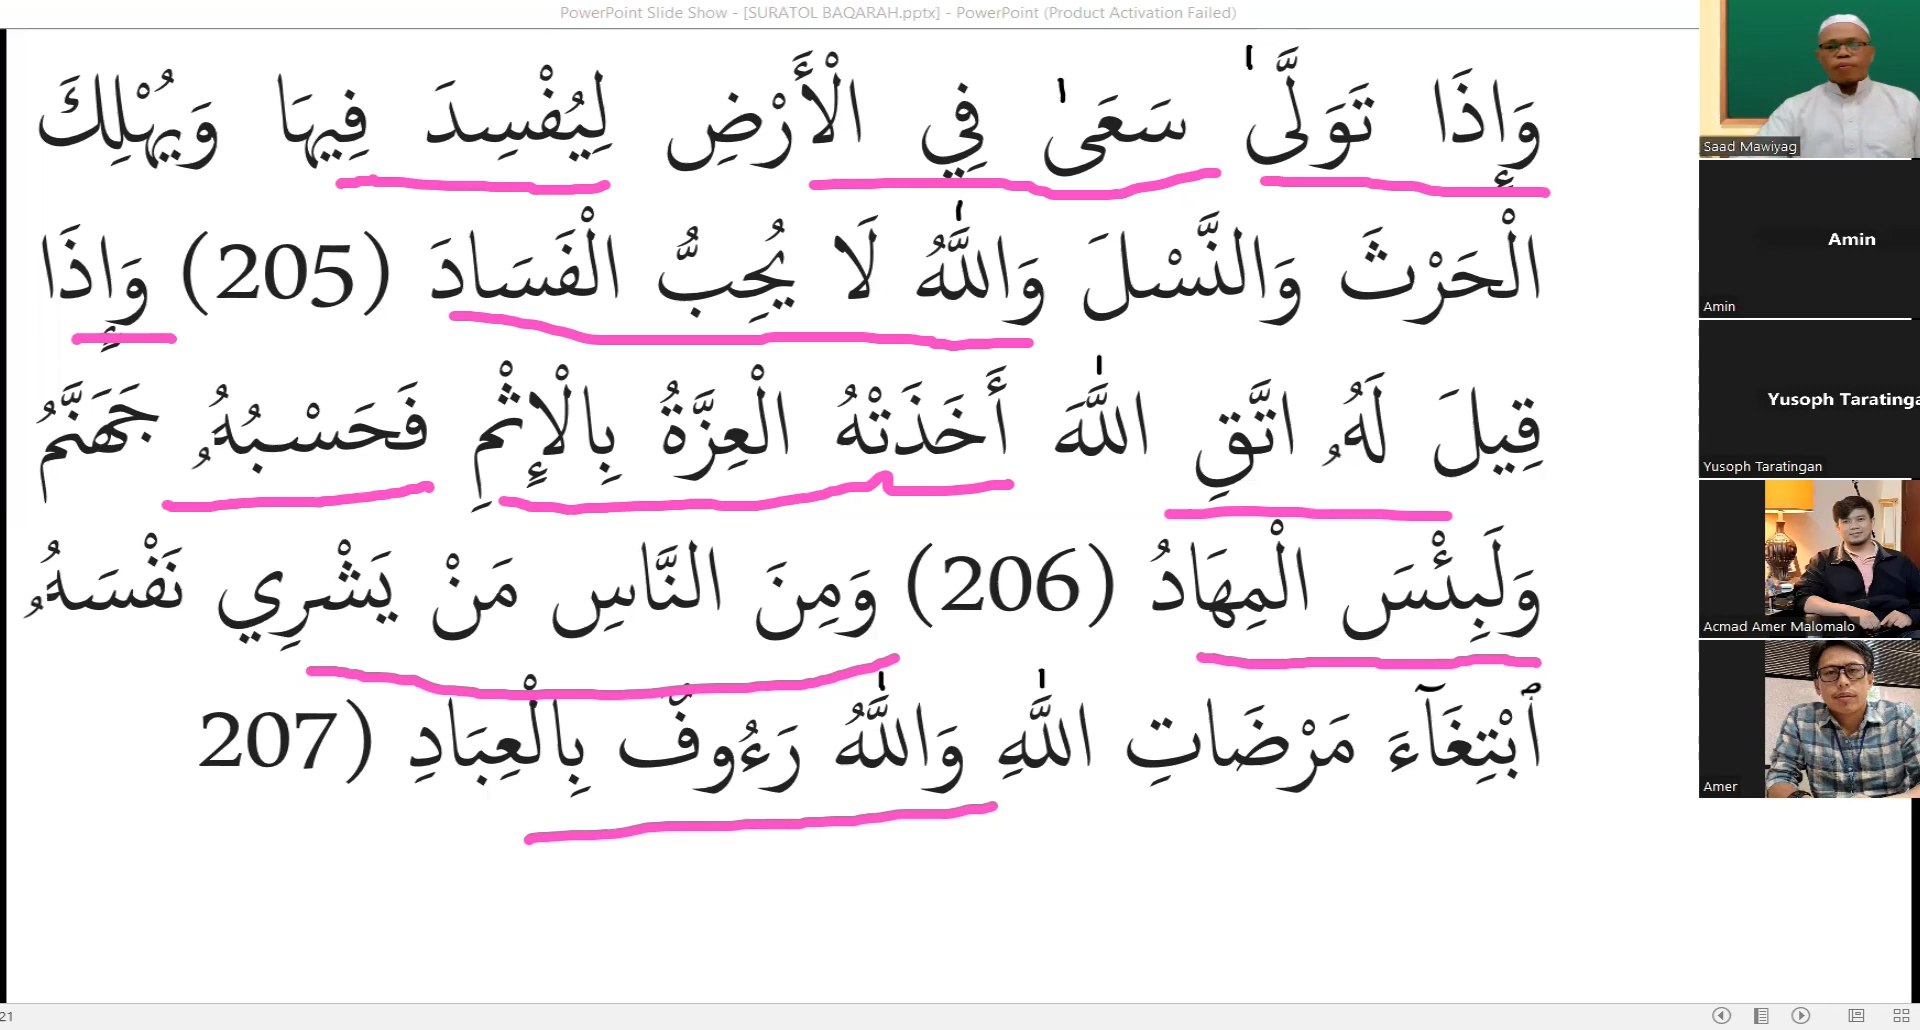 PowerPoint Slide Show - [SURATOL BAQARAH.pptx] - PowerPoint (Product Activation Failed)
وَإِذَا تَوَلَّىٰ سَعَىٰ فِي الْأَرْضِ لِيُفْسِدَ فِيهَا وَيُهْلِكَ
الْحَرْثَ وَالنَّسْلَ وَاللَّهُ لَا يُحِبُّ الْفَسَادَ (205) وَإِذَا
قِيلَ لَهُۥ اتَّقِ اللَّهَ أَخَذَتْهُ الْعِزَّةُ بِالْإِثْمِ فَحَسْبُهُۥ جَهَنَّمُ
وَلَبِئْسَ الْمِهَادُ (206) وَمِنَ النَّاسِ مَنْ يَشْرِي نَفْسَهُۥ
ٱبْتِغَآءَ مَرْضَاتِ اللَّهِ وَاللَّهُ رَءُوفٌ بِالْعِبَادِ (207
Saad Mawiyag
Amin
Amin
Yusoph Taratinga
Yusoph Taratingan
Acmad Amer Malomalo
Amer
21